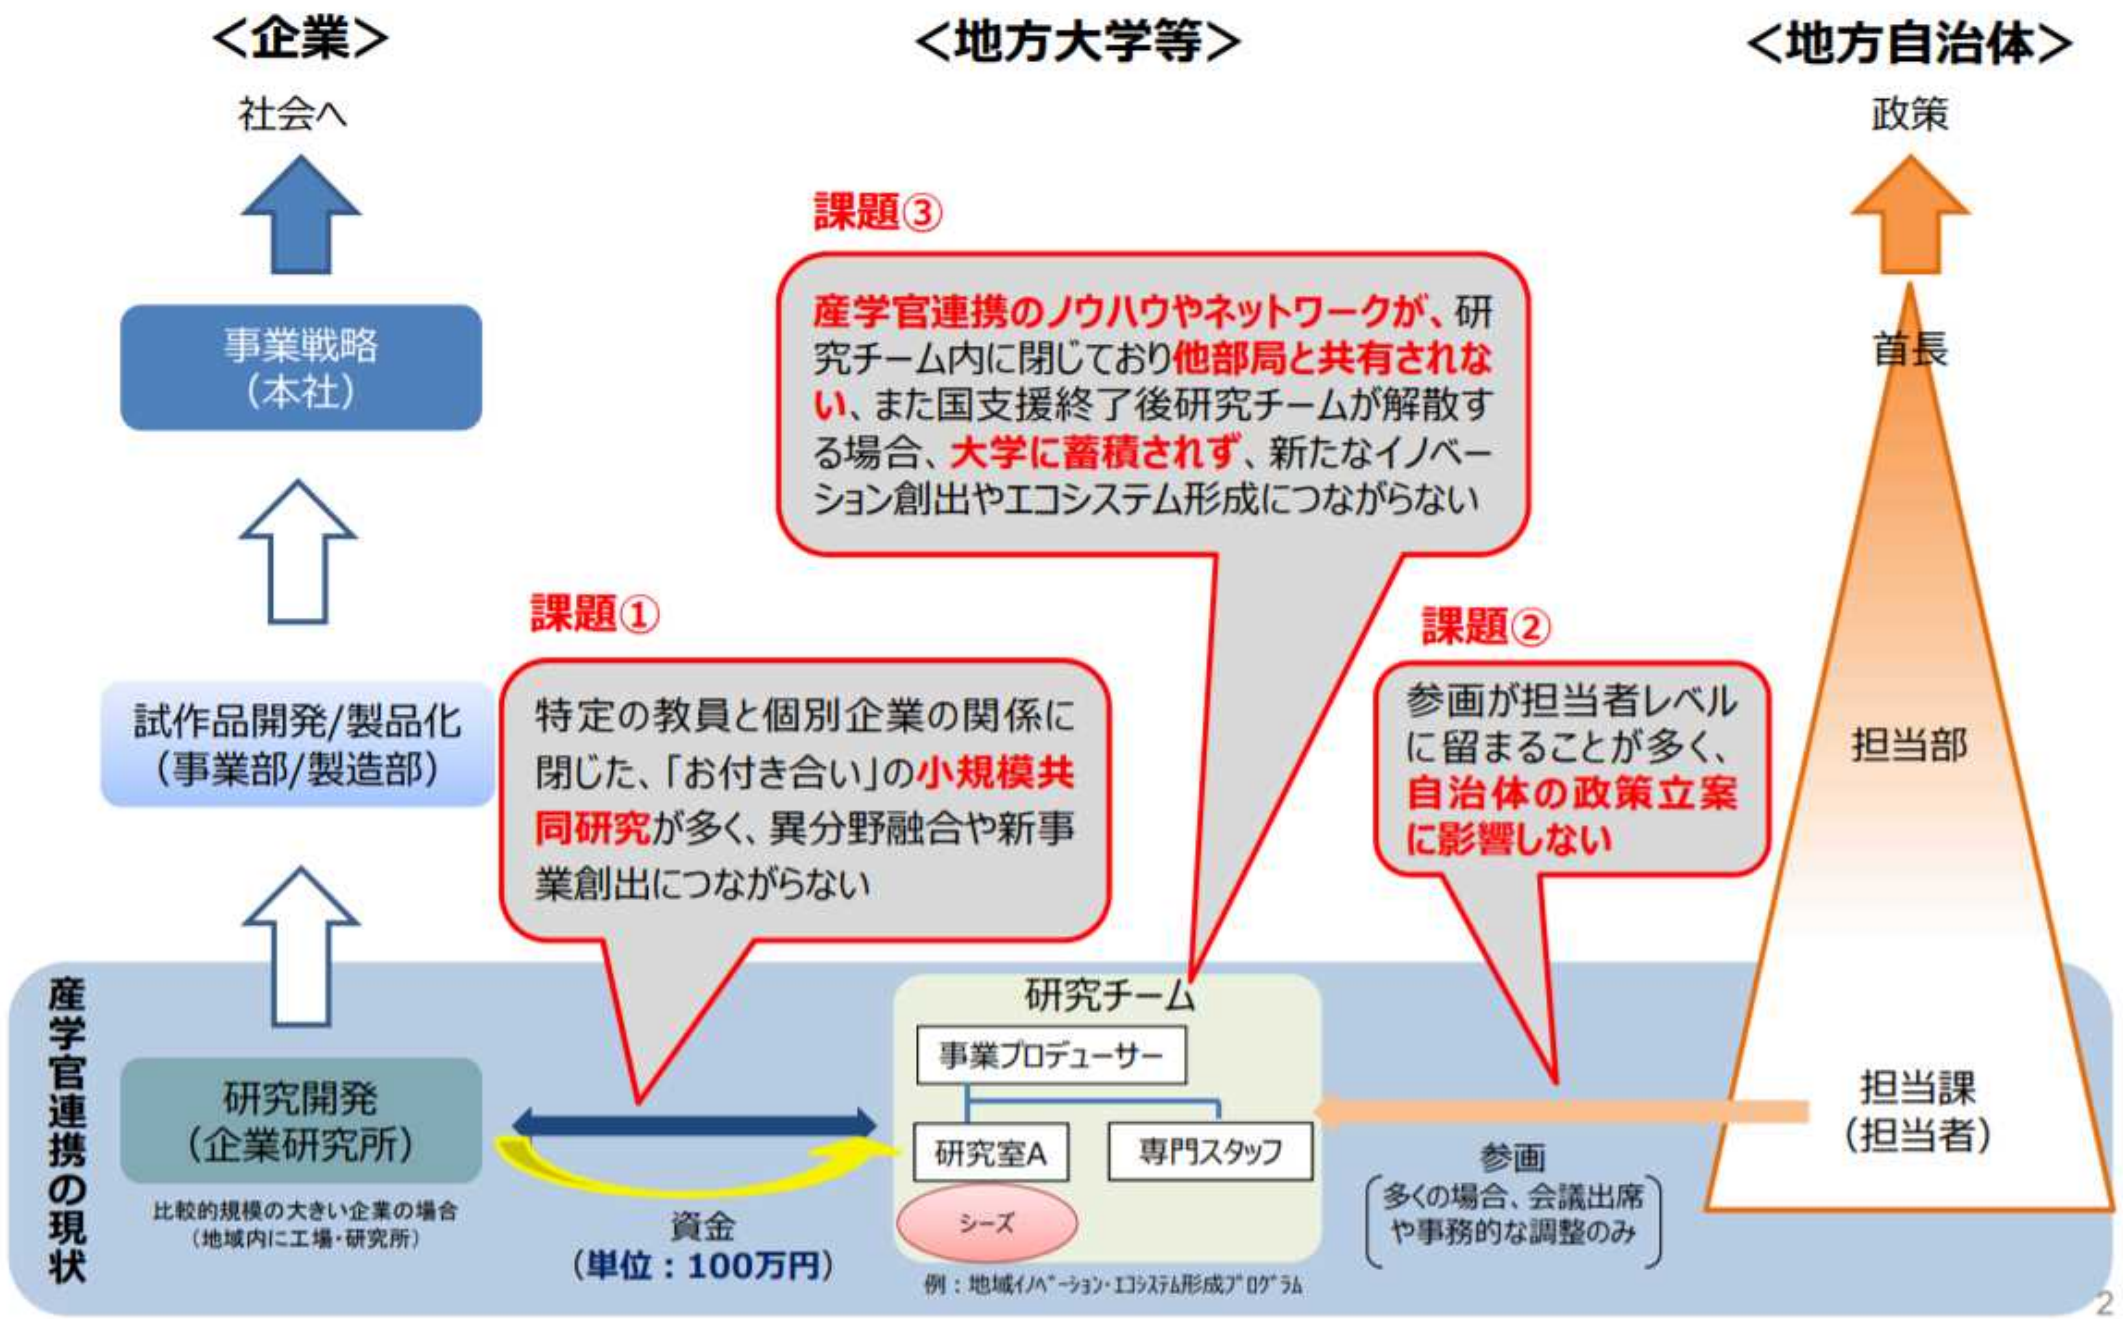 <企業>
社会へ
事業戦略
（本社）
試作品開発/製品化
（事業部/製造部）
<地方大学等>
課題③
産学官連携のノウハウやネットワークが、研
究チーム内に閉じており他部局と共有されな
い、また国支援終了後研究チームが解散す
る場合、大学に蓄積されず、新たなイノベー
ション創出やエコシステム形成につながらない
課題①
特定の教員と個別企業の関係に
閉じた、「お付き合い」の小規模共
同研究が多く、異分野融合や新事
業創出につながらない
課題②
参画が担当者レベル
に留まることが多く、
自治体の政策立案
に影響しない
<地方自治体>
政策
首長
担当部
担当課
（担当者）
産学官連携の現状
研究開発
（企業研究所）
比較的規模の大きい企業の場合
（地域内に工場・研究所）
資金
（単位：100万円）
研究チーム
事業プロデューサー
研究室A
専門スタッフ
シーズ
例：地域ｲﾉﾍﾞｰｼｮﾝ・ｴｺｼｽﾃﾑ形成ﾌﾟﾛｸﾞﾗﾑ
参画
多くの場合、会議出席
や事務的な調整のみ
2